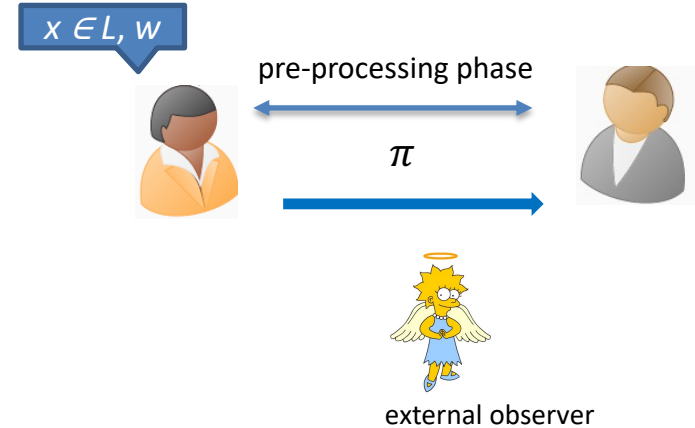 x ∈ L, w
pre-processing phase
π
external observer